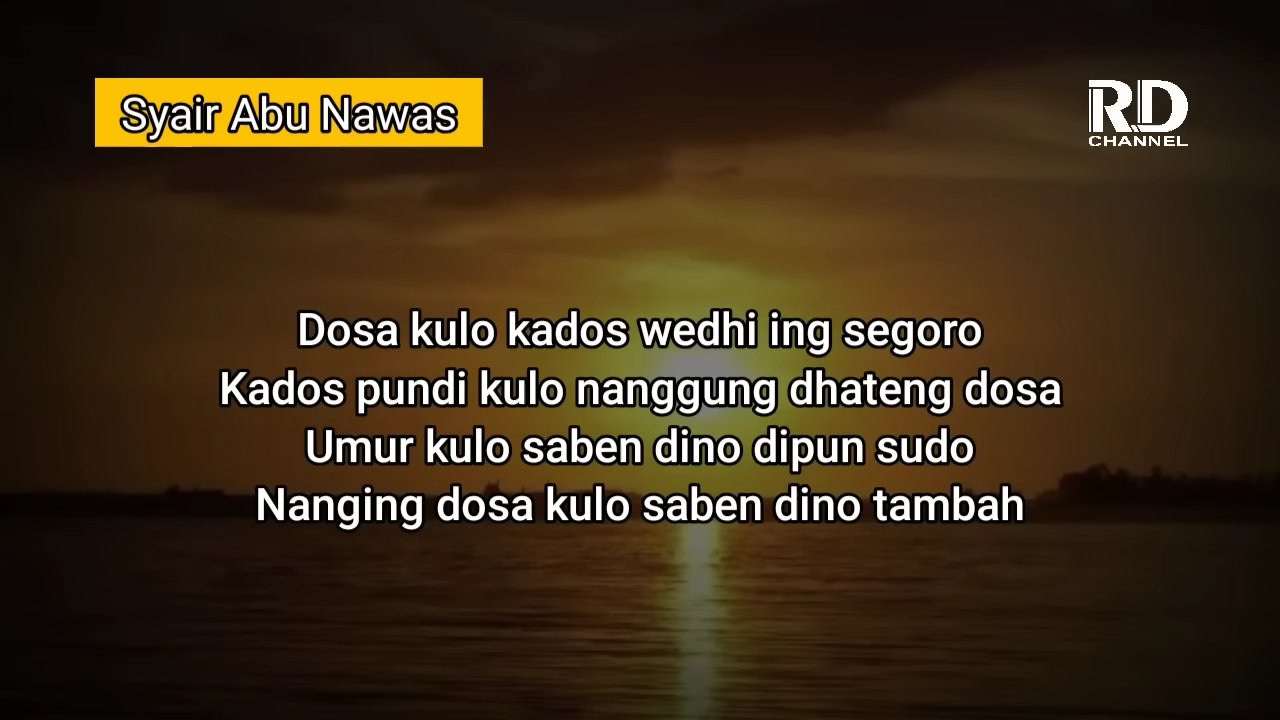 Syair Abu Nawas
RD
CHANNEL
Dosa kulo kados wedhi ing segoro
Kados pundi kulo nanggung dhateng dosa
Umur kulo saben dino dipun sudo
Nanging dosa kulo saben dino tambah